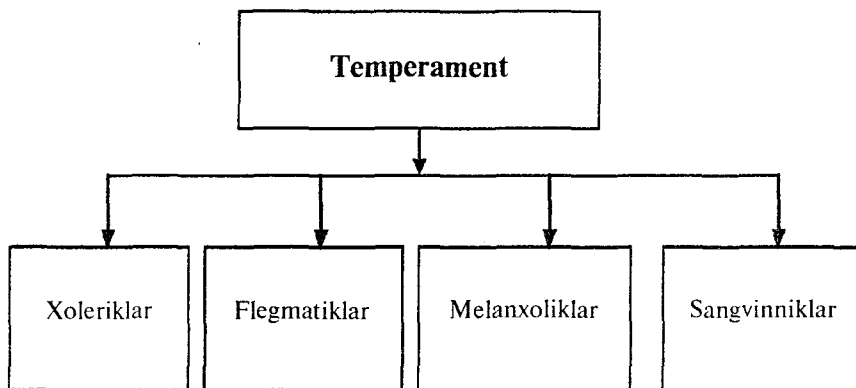 Temperament
Xoleriklar
Flegmatiklar
Melanxoliklar
Sangvinniklar